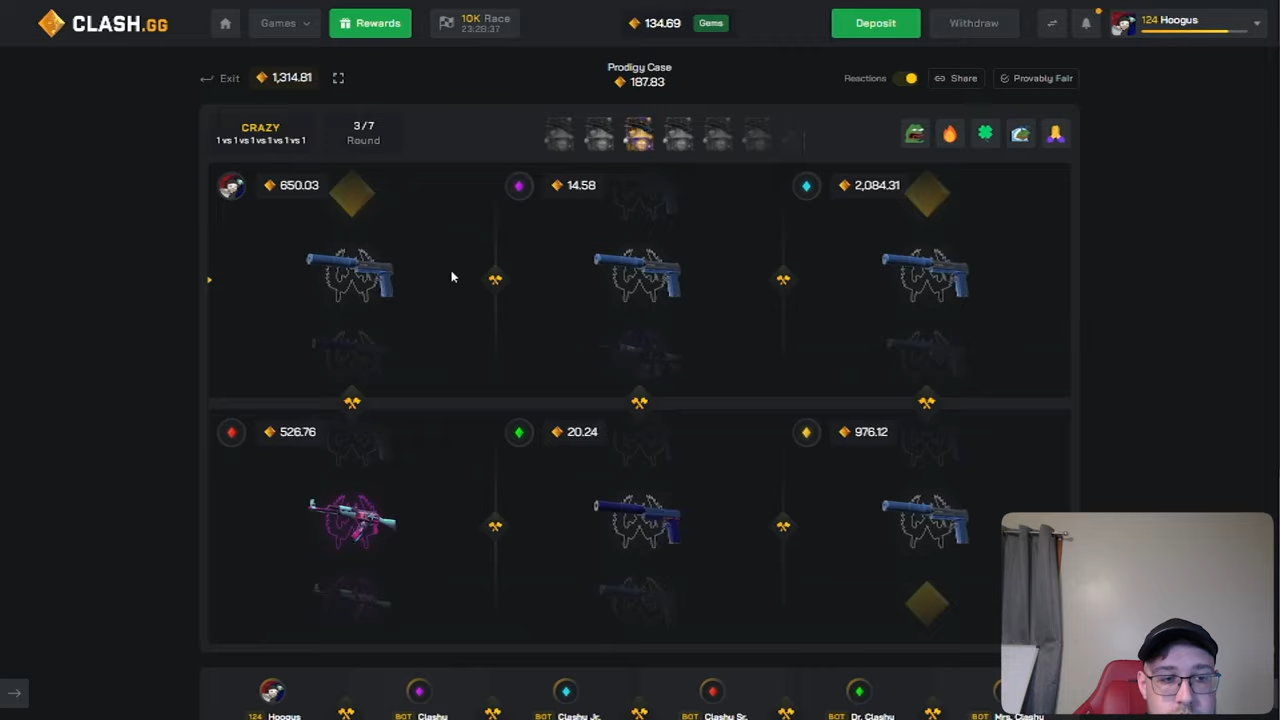 CLASH.GG
Games
Rewards
10K Race
23:28:37
134.69 Gems
Deposit
Withdraw
124 Hoogus
Exit 1,314.81
Prodigy Case
187.83
Reactions
Share
Provably Fair
CRAZY
1 vs 1 vs 1 vs 1 vs 1 vs 1
3/7
Round
650.03
14.58
2,084.31
526.76
20.24
976.12
124 Hoogus
BOT Clashy
BOT Clashy Jr.
BOT Clashy Sr.
BOT Dr. Clashy
BOT Mrs. Clashy